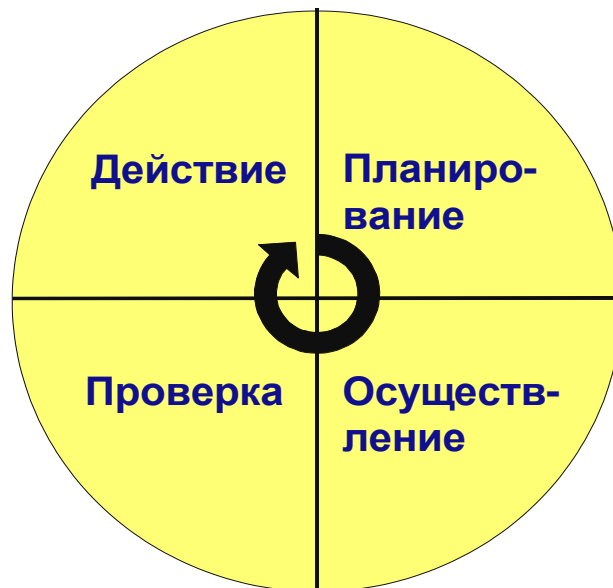 Действие
Планиро-
вание
Проверка
Осуществ-
ление